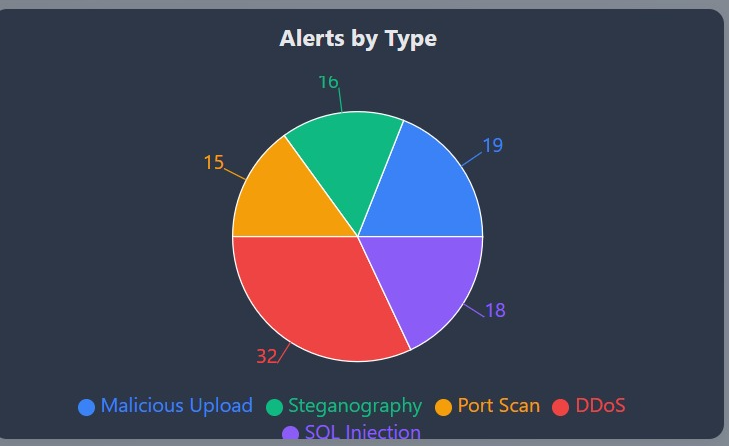 Alerts by Type
16
19
15
18
32
Malicious Upload Steganography Port Scan DDoS
SQL Injection